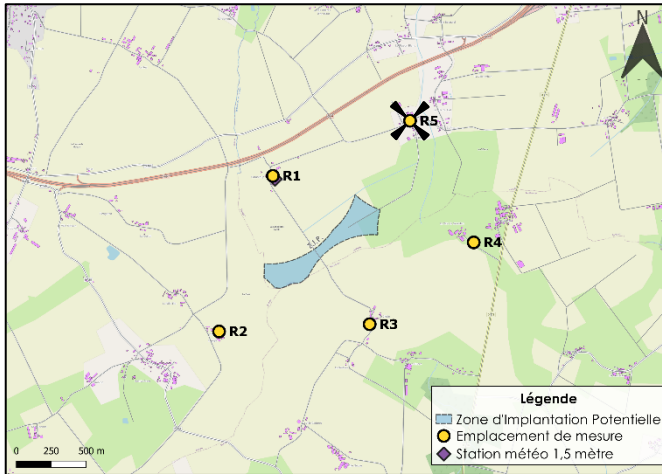 N
R5
R1
Z.I.P
R4
R3
R2
Légende
Zone d'Implantation Potentielle
Emplacement de mesure
Station météo 1,5 mètre
0 250 500 m